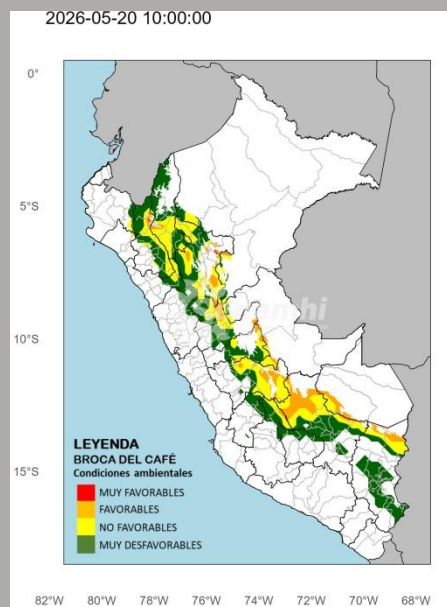 2026-05-20 10:00:00
0°
5°S
10°S
15°S
senamhi
LEYENDA
BROCA DEL CAFÉ
Condiciones ambientales
MUY FAVORABLES
FAVORABLES
NO FAVORABLES
MUY DESFAVORABLES
82°W 80°W 78°W 76°W 74°W 72°W 70°W 68°W